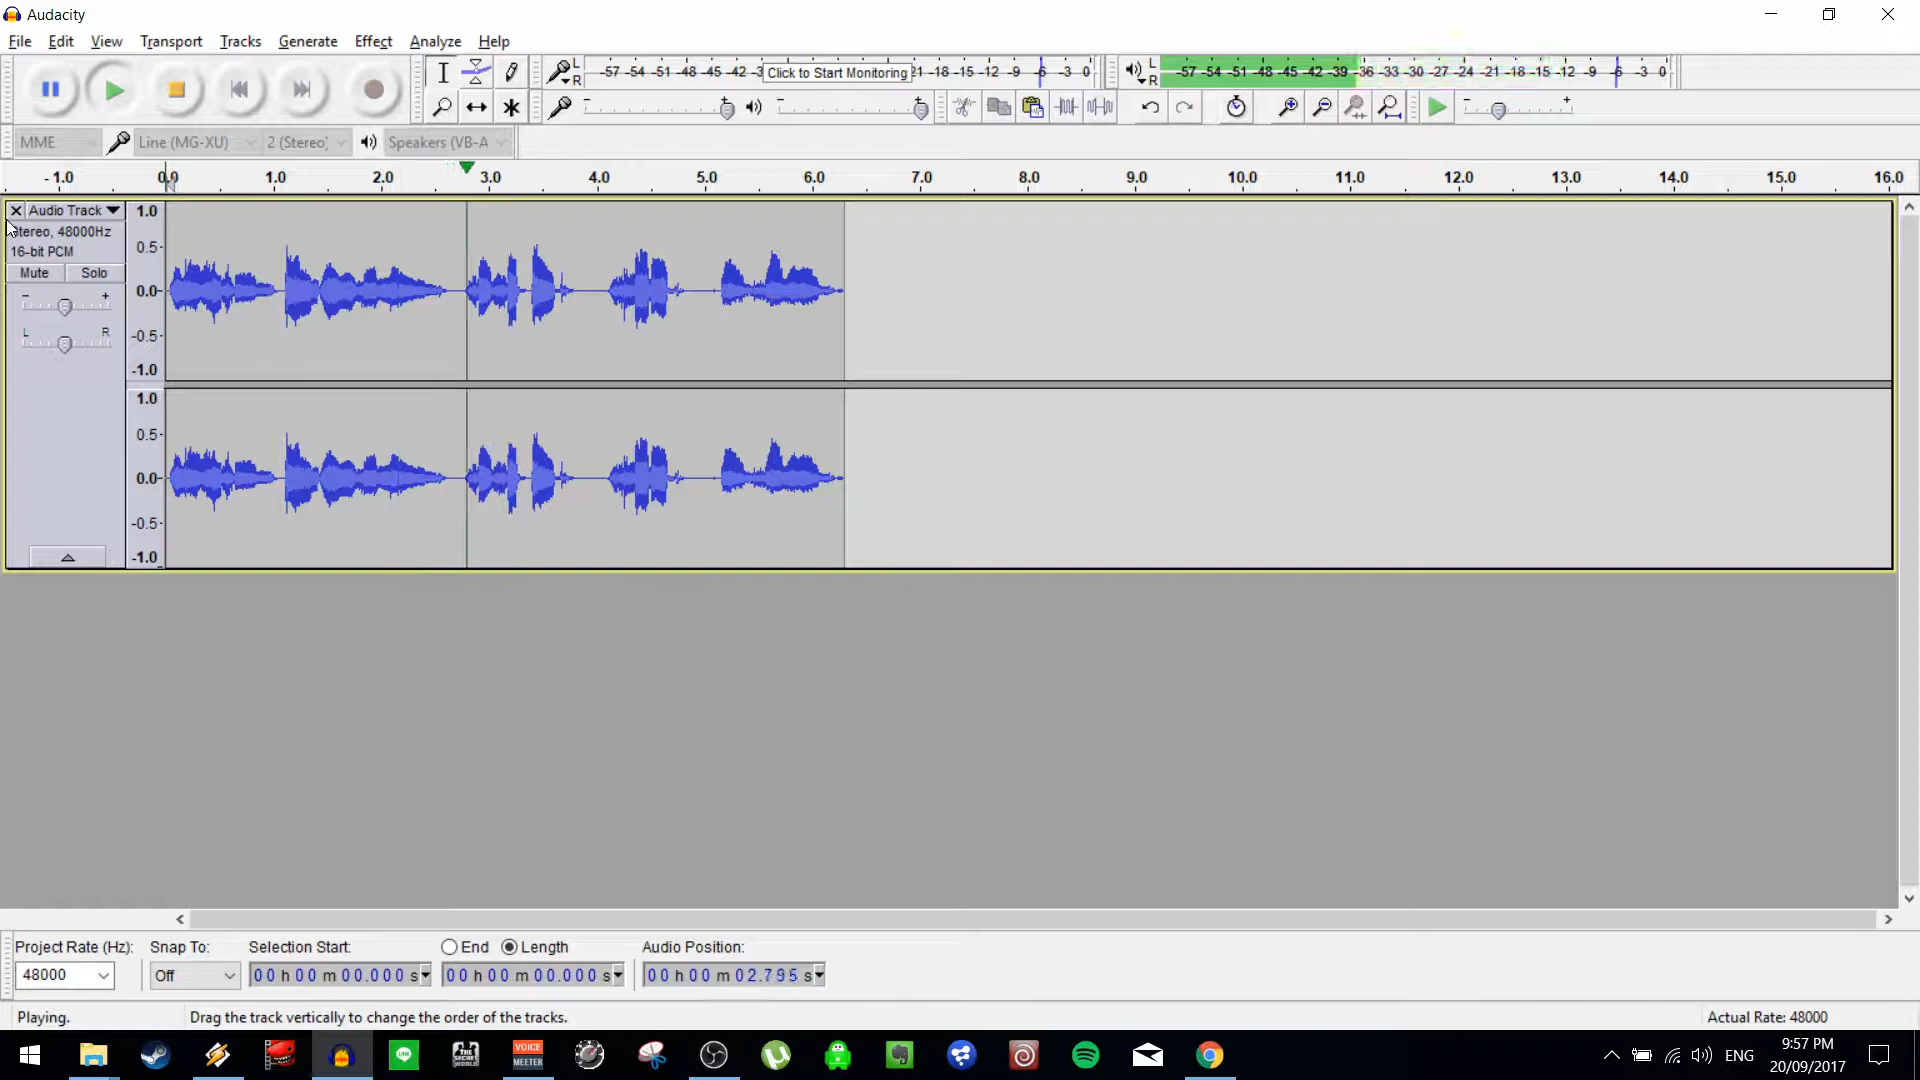 Audacity
File Edit View Transport Tracks Generate Effect Analyze Help
L R -57 -54 -51 -48 -45 -42 -3 Click to Start Monitoring 21 -18 -15 -12 -9 -6 -3 0 L R -57 -54 -51 -48 -45 -42 -39 -36 -33 -30 -27 -24 -21 -18 -15 -12 -9 -6 -3 0
- + - + - +
MME Line (MG-XU) 2 (Stereo) Speakers (VB-A
- 1.0 0.0 1.0 2.0 3.0 4.0 5.0 6.0 7.0 8.0 9.0 10.0 11.0 12.0 13.0 14.0 15.0 16.0
Audio Track 1.0
Stereo, 48000Hz
16-bit PCM 0.5-
Mute Solo
- + 0.0-
L R -0.5-
-1.0
1.0
0.5-
0.0-
-0.5-
-1.0
Project Rate (Hz): Snap To: Selection Start: End Length Audio Position:
48000 Off 00 h 00 m 00.000 s 00 h 00 m 00.000 s 00 h 00 m 02.795 s
Playing. Drag the track vertically to change the order of the tracks. Actual Rate: 48000
VOICE MEETER
ENG
9:57 PM
20/09/2017